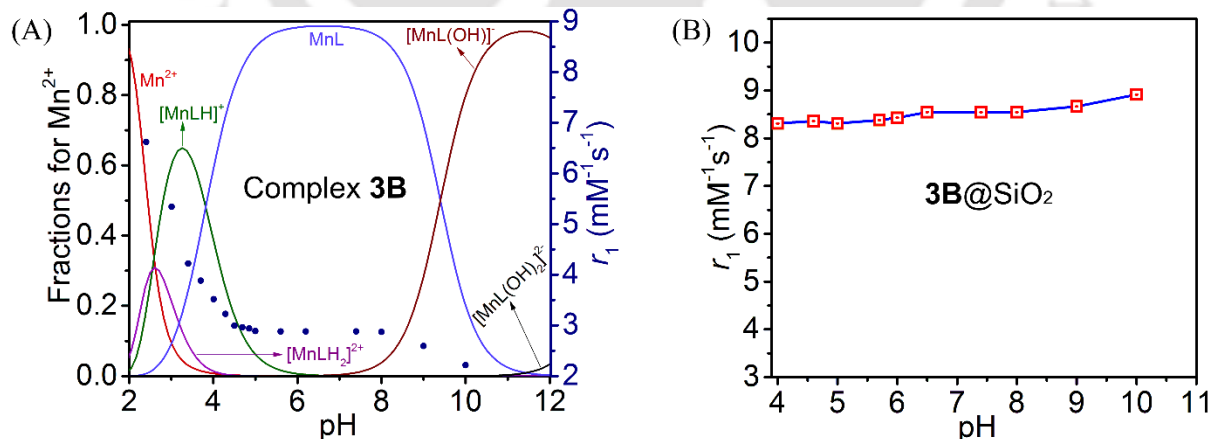 (A)
1.0
0.8
0.6
0.4
0.2
0.0
Fractions for Mn²⁺
Mn²⁺
[MnLH]⁺
MnL
[MnL(OH)]⁻
Complex 3B
[MnLH₂]²⁺
[MnL(OH)₂]²⁻
2 4 6 8 10 12
pH
9
8
7
6
5
4
3
2
r₁ (mM⁻¹s⁻¹)
(B)
10
9
8
7
6
5
4
3
r₁ (mM⁻¹s⁻¹)
3B@SiO₂
4 5 6 7 8 9 10 11
pH